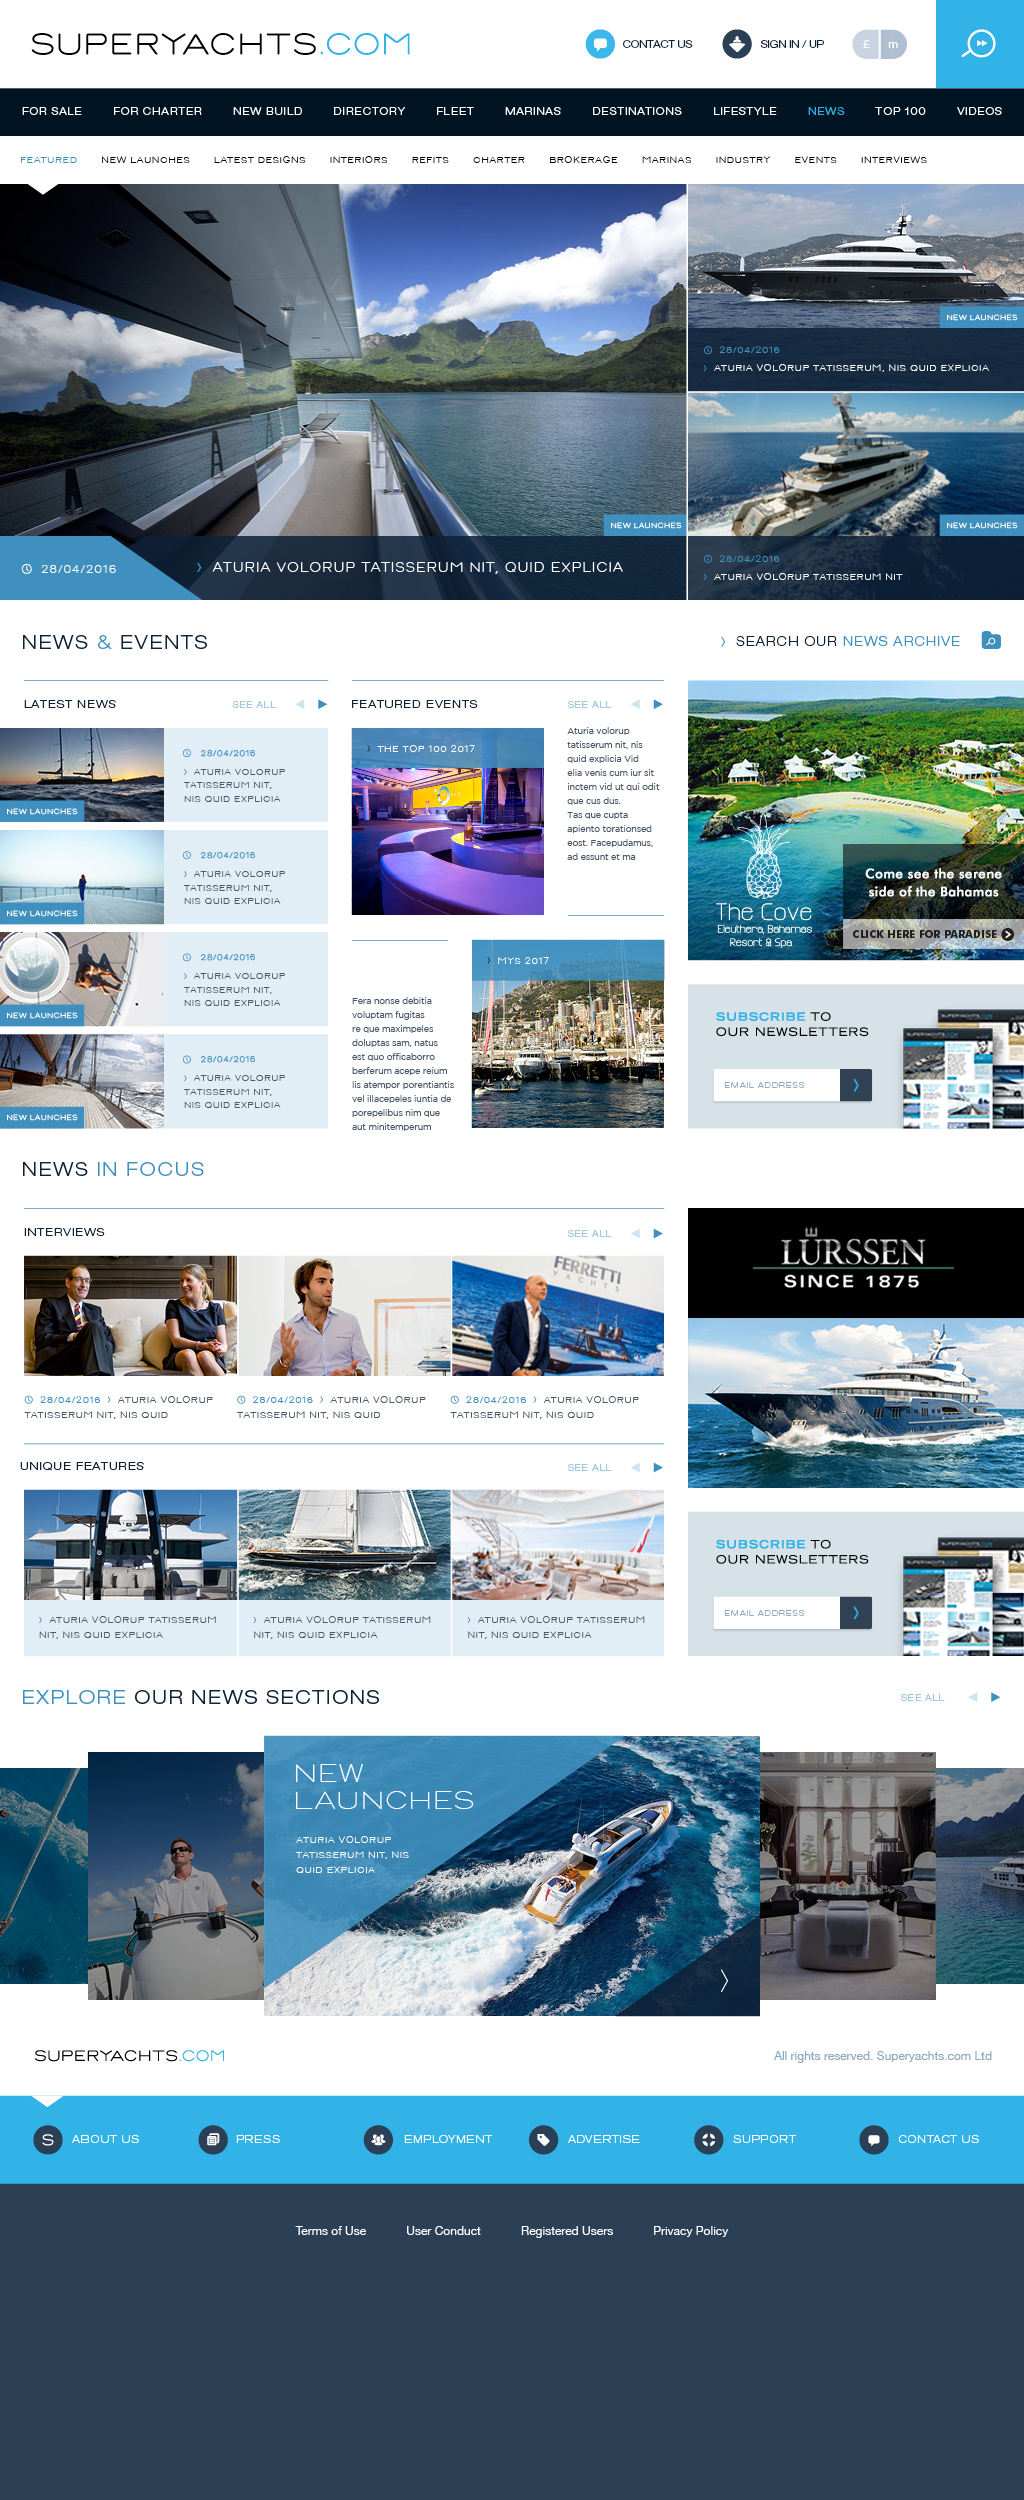 SUPERYACHTS.COM
CONTACT US
SIGN IN / UP
£ m
FOR SALE FOR CHARTER NEW BUILD DIRECTORY FLEET MARINAS DESTINATIONS LIFESTYLE NEWS TOP 100 VIDEOS
FEATURED NEW LAUNCHES LATEST DESIGNS INTERIORS REFITS CHARTER BROKERAGE MARINAS INDUSTRY EVENTS INTERVIEWS
NEW LAUNCHES
28/04/2016
ATURIA VOLORUP TATISSERUM NIT, QUID EXPLICIA
NEW LAUNCHES
28/04/2016
ATURIA VOLORUP TATISSERUM, NIS QUID EXPLICIA
NEW LAUNCHES
28/04/2016
ATURIA VOLORUP TATISSERUM NIT
NEWS & EVENTS
SEARCH OUR NEWS ARCHIVE
LATEST NEWS
SEE ALL
NEW LAUNCHES
28/04/2016
ATURIA VOLORUP
TATISSERUM NIT,
NIS QUID EXPLICIA
NEW LAUNCHES
28/04/2016
ATURIA VOLORUP
TATISSERUM NIT,
NIS QUID EXPLICIA
NEW LAUNCHES
28/04/2016
ATURIA VOLORUP
TATISSERUM NIT,
NIS QUID EXPLICIA
NEW LAUNCHES
28/04/2016
ATURIA VOLORUP
TATISSERUM NIT,
NIS QUID EXPLICIA
FEATURED EVENTS
SEE ALL
THE TOP 100 2017
Aturia volorup
tatisserum nit, nis
quid explicia Vid
elia venis cum iur sit
inctem vid ut qui odit
que cus dus.
Tas que cupta
apiento torationsed
eost. Facepudamus,
ad essunt et ma
Fera nonse debitia
voluptam fugitas
re que maximpeles
doluptas sam, natus
est quo officaborro
berferum acepe reium
lis atempor porentiantis
vel illacepeles iuntia de
porepelibus nim que
aut minitemperum
MYS 2017
The Cove
Eleuthera, Bahamas
Resort & Spa
Come see the serene
side of the Bahamas
CLICK HERE FOR PARADISE
SUBSCRIBE TO
OUR NEWSLETTERS
EMAIL ADDRESS
SUPERYACHTS.COM
SUPERYACHTS.COM
NEWS IN FOCUS
INTERVIEWS
SEE ALL
FERRETTI
YACHTS
28/04/2016 ATURIA VOLORUP
TATISSERUM NIT, NIS QUID
28/04/2016 ATURIA VOLORUP
TATISSERUM NIT, NIS QUID
28/04/2016 ATURIA VOLORUP
TATISSERUM NIT, NIS QUID
LÜRSSEN
SINCE 1875
UNIQUE FEATURES
SEE ALL
ATURIA VOLORUP TATISSERUM
NIT, NIS QUID EXPLICIA
ATURIA VOLORUP TATISSERUM
NIT, NIS QUID EXPLICIA
ATURIA VOLORUP TATISSERUM
NIT, NIS QUID EXPLICIA
SUBSCRIBE TO
OUR NEWSLETTERS
EMAIL ADDRESS
SUPERYACHTS.COM
SUPERYACHTS.COM
EXPLORE OUR NEWS SECTIONS
SEE ALL
NEW
LAUNCHES
ATURIA VOLORUP
TATISSERUM NIT, NIS
QUID EXPLICIA
SUPERYACHTS.COM
All rights reserved. Superyachts.com Ltd
S ABOUT US
PRESS
EMPLOYMENT
ADVERTISE
SUPPORT
CONTACT US
Terms of Use User Conduct Registered Users Privacy Policy